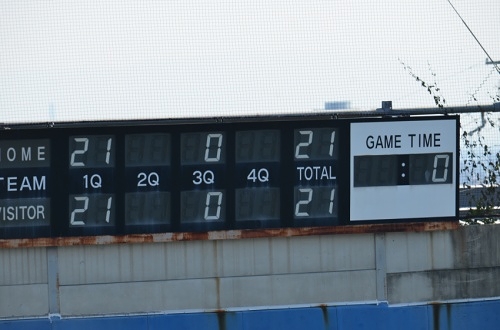 HOME 21 0 21 GAME TIME
TEAM 1Q 2Q 3Q 4Q TOTAL : 0
VISITOR 21 0 21